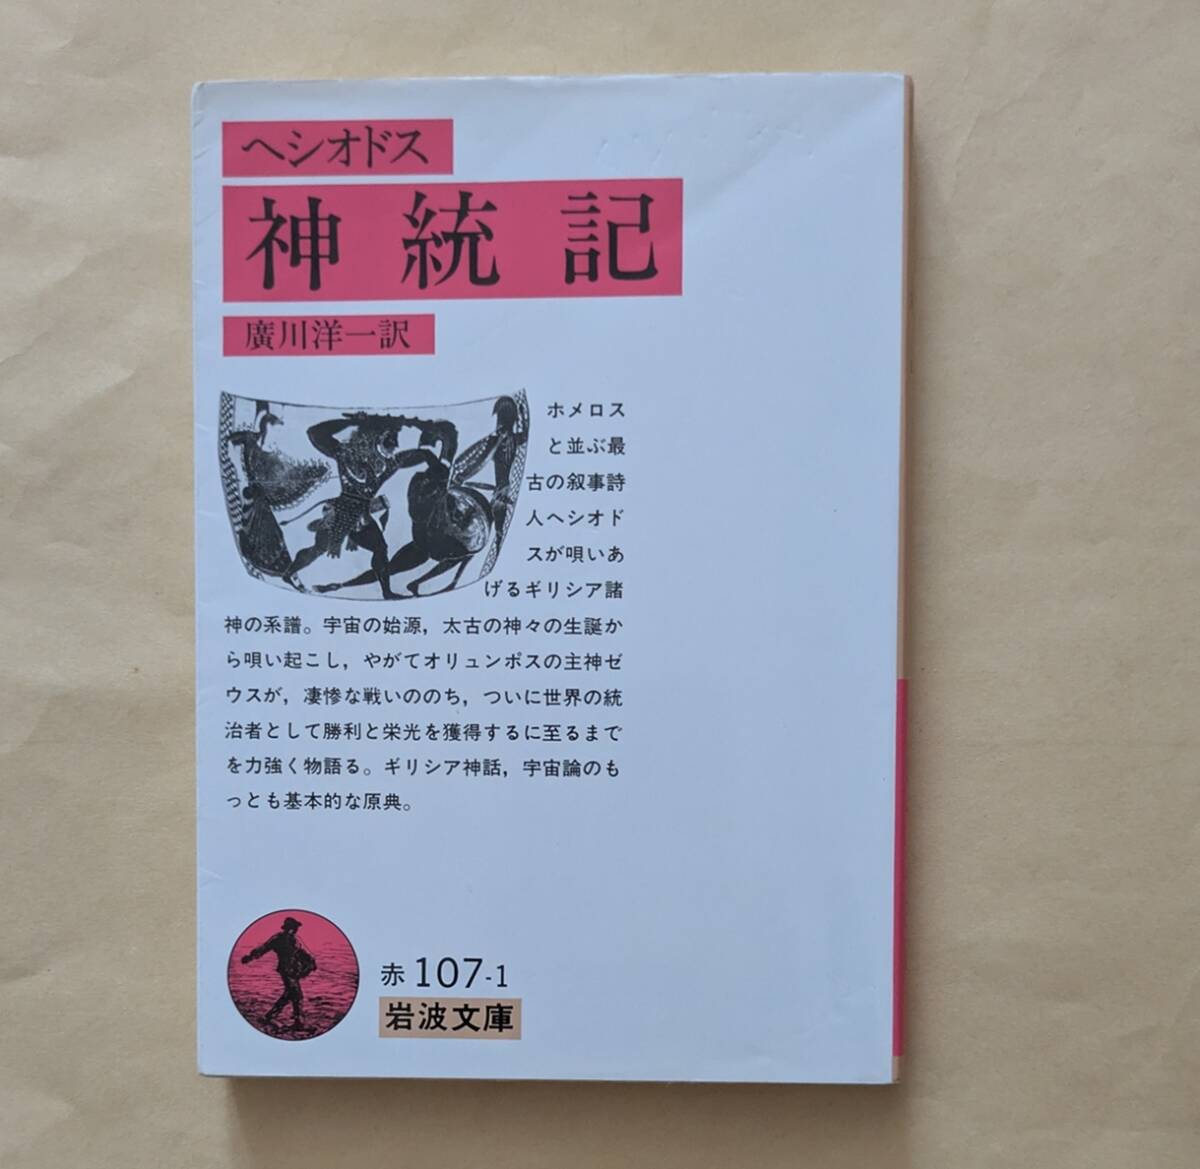 ヘシオドス
神統記
廣川洋一訳
ホメロス
と並ぶ最
古の叙事詩
人ヘシオド
スが唄いあ
げるギリシア諸
神の系譜。宇宙の始源，太古の神々の生誕か
ら唄い起こし，やがてオリュンポスの主神ゼ
ウスが，凄惨な戦いののち，ついに世界の統
治者として勝利と栄光を獲得するに至るまで
を力強く物語る。ギリシア神話，宇宙論のも
っとも基本的な原典。
赤 107-1
岩波文庫